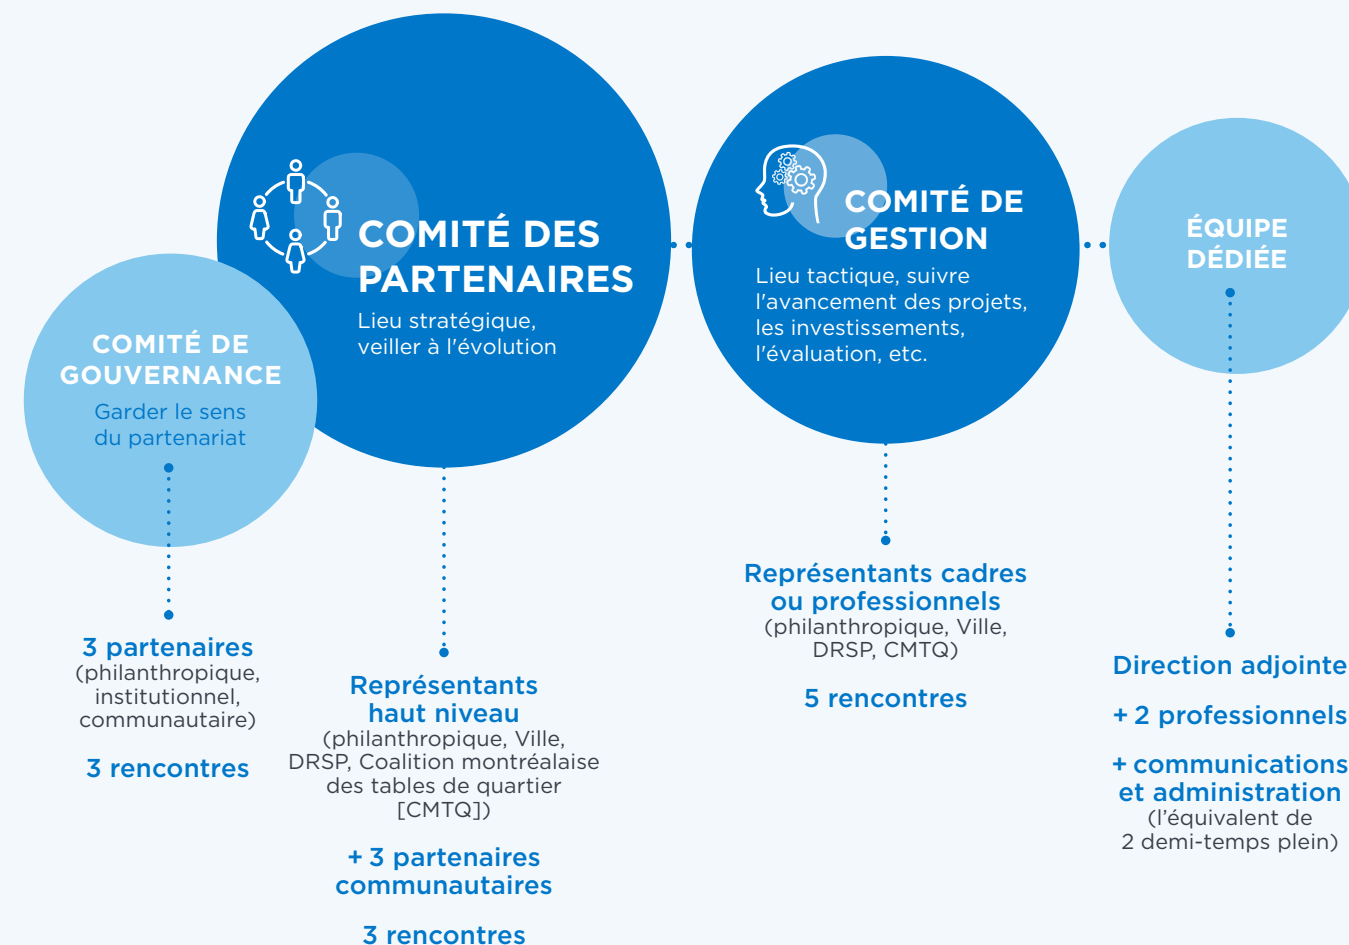 COMITÉ DE
GOUVERNANCE
Garder le sens
du partenariat
3 partenaires
(philanthropique,
institutionnel,
communautaire)
3 rencontres
COMITÉ DES
PARTENAIRES
Lieu stratégique,
veiller à l'évolution
Représentants
haut niveau
(philanthropique, Ville,
DRSP, Coalition montréalaise
des tables de quartier
[CMTQ])
+ 3 partenaires
communautaires
3 rencontres
COMITÉ DE
GESTION
Lieu tactique, suivre
l'avancement des projets,
les investissements,
l'évaluation, etc.
Représentants cadres
ou professionnels
(philanthropique, Ville,
DRSP, CMTQ)
5 rencontres
ÉQUIPE
DÉDIÉE
Direction adjointe
+ 2 professionnels
+ communications
et administration
(l’équivalent de
2 demi-temps plein)